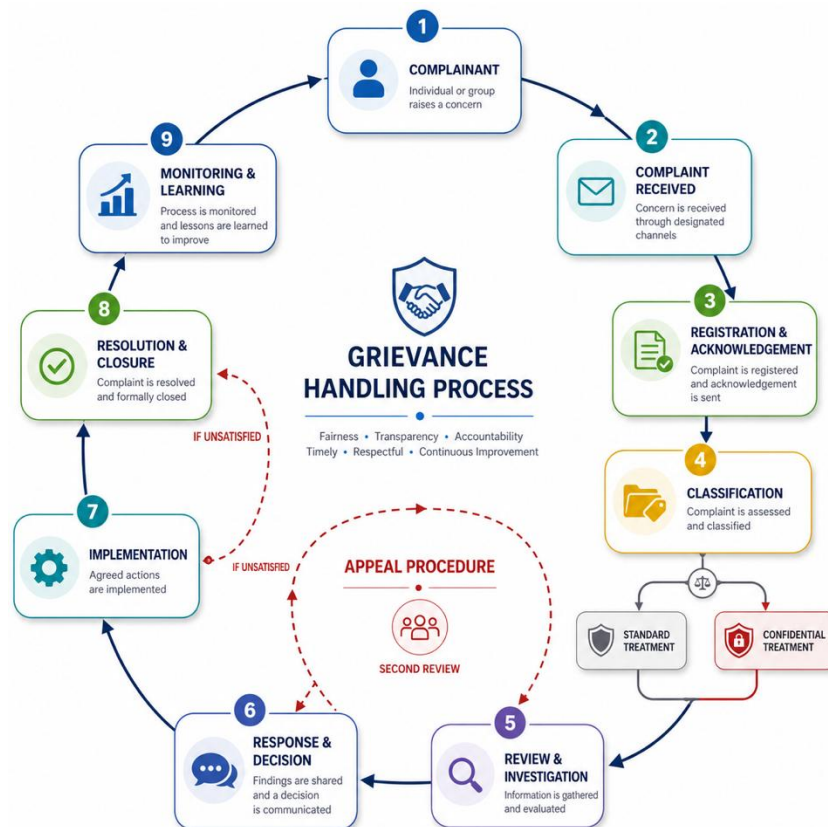 1
COMPLAINANT
Individual or group
raises a concern
2
COMPLAINT
RECEIVED
Concern is received
through designated
channels
3
REGISTRATION &
ACKNOWLEDGEMENT
Complaint is registered
and acknowledgement
is sent
4
CLASSIFICATION
Complaint is assessed
and classified
STANDARD
TREATMENT
CONFIDENTIAL
TREATMENT
5
REVIEW &
INVESTIGATION
Information is gathered
and evaluated
6
RESPONSE &
DECISION
Findings are shared
and a decision
is communicated
7
IMPLEMENTATION
Agreed actions
are implemented
8
RESOLUTION &
CLOSURE
Complaint is resolved
and formally closed
9
MONITORING &
LEARNING
Process is monitored
and lessons are learned
to improve
GRIEVANCE
HANDLING PROCESS
Fairness • Transparency • Accountability
Timely • Respectful • Continuous Improvement
IF UNSATISFIED
IF UNSATISFIED
APPEAL PROCEDURE
SECOND REVIEW